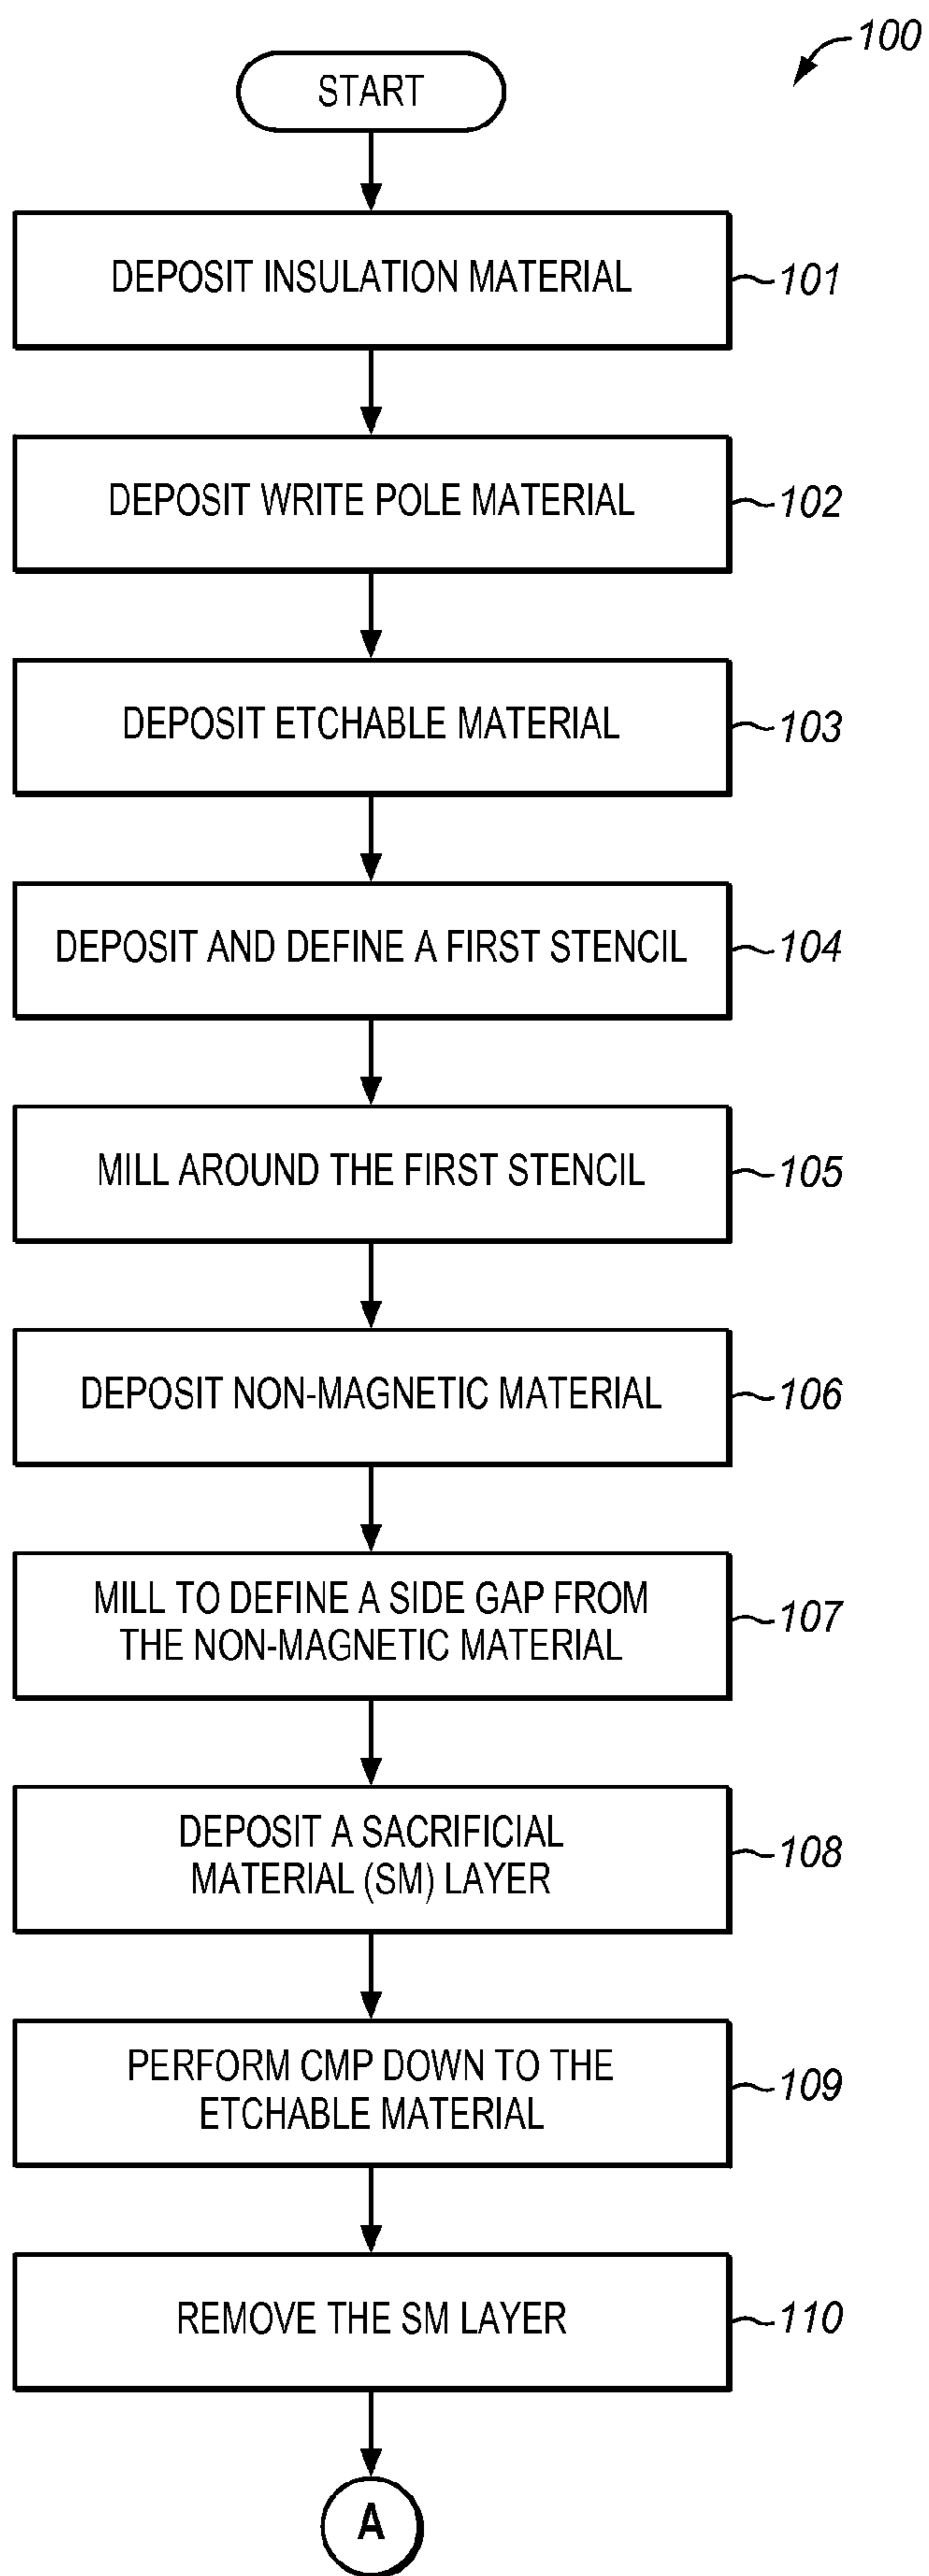 100
START
DEPOSIT INSULATION MATERIAL
101
DEPOSIT WRITE POLE MATERIAL
102
DEPOSIT ETCHABLE MATERIAL
103
DEPOSIT AND DEFINE A FIRST STENCIL
104
MILL AROUND THE FIRST STENCIL
105
DEPOSIT NON-MAGNETIC MATERIAL
106
MILL TO DEFINE A SIDE GAP FROM
THE NON-MAGNETIC MATERIAL
107
DEPOSIT A SACRIFICIAL
MATERIAL (SM) LAYER
108
PERFORM CMP DOWN TO THE
ETCHABLE MATERIAL
109
REMOVE THE SM LAYER
110
A